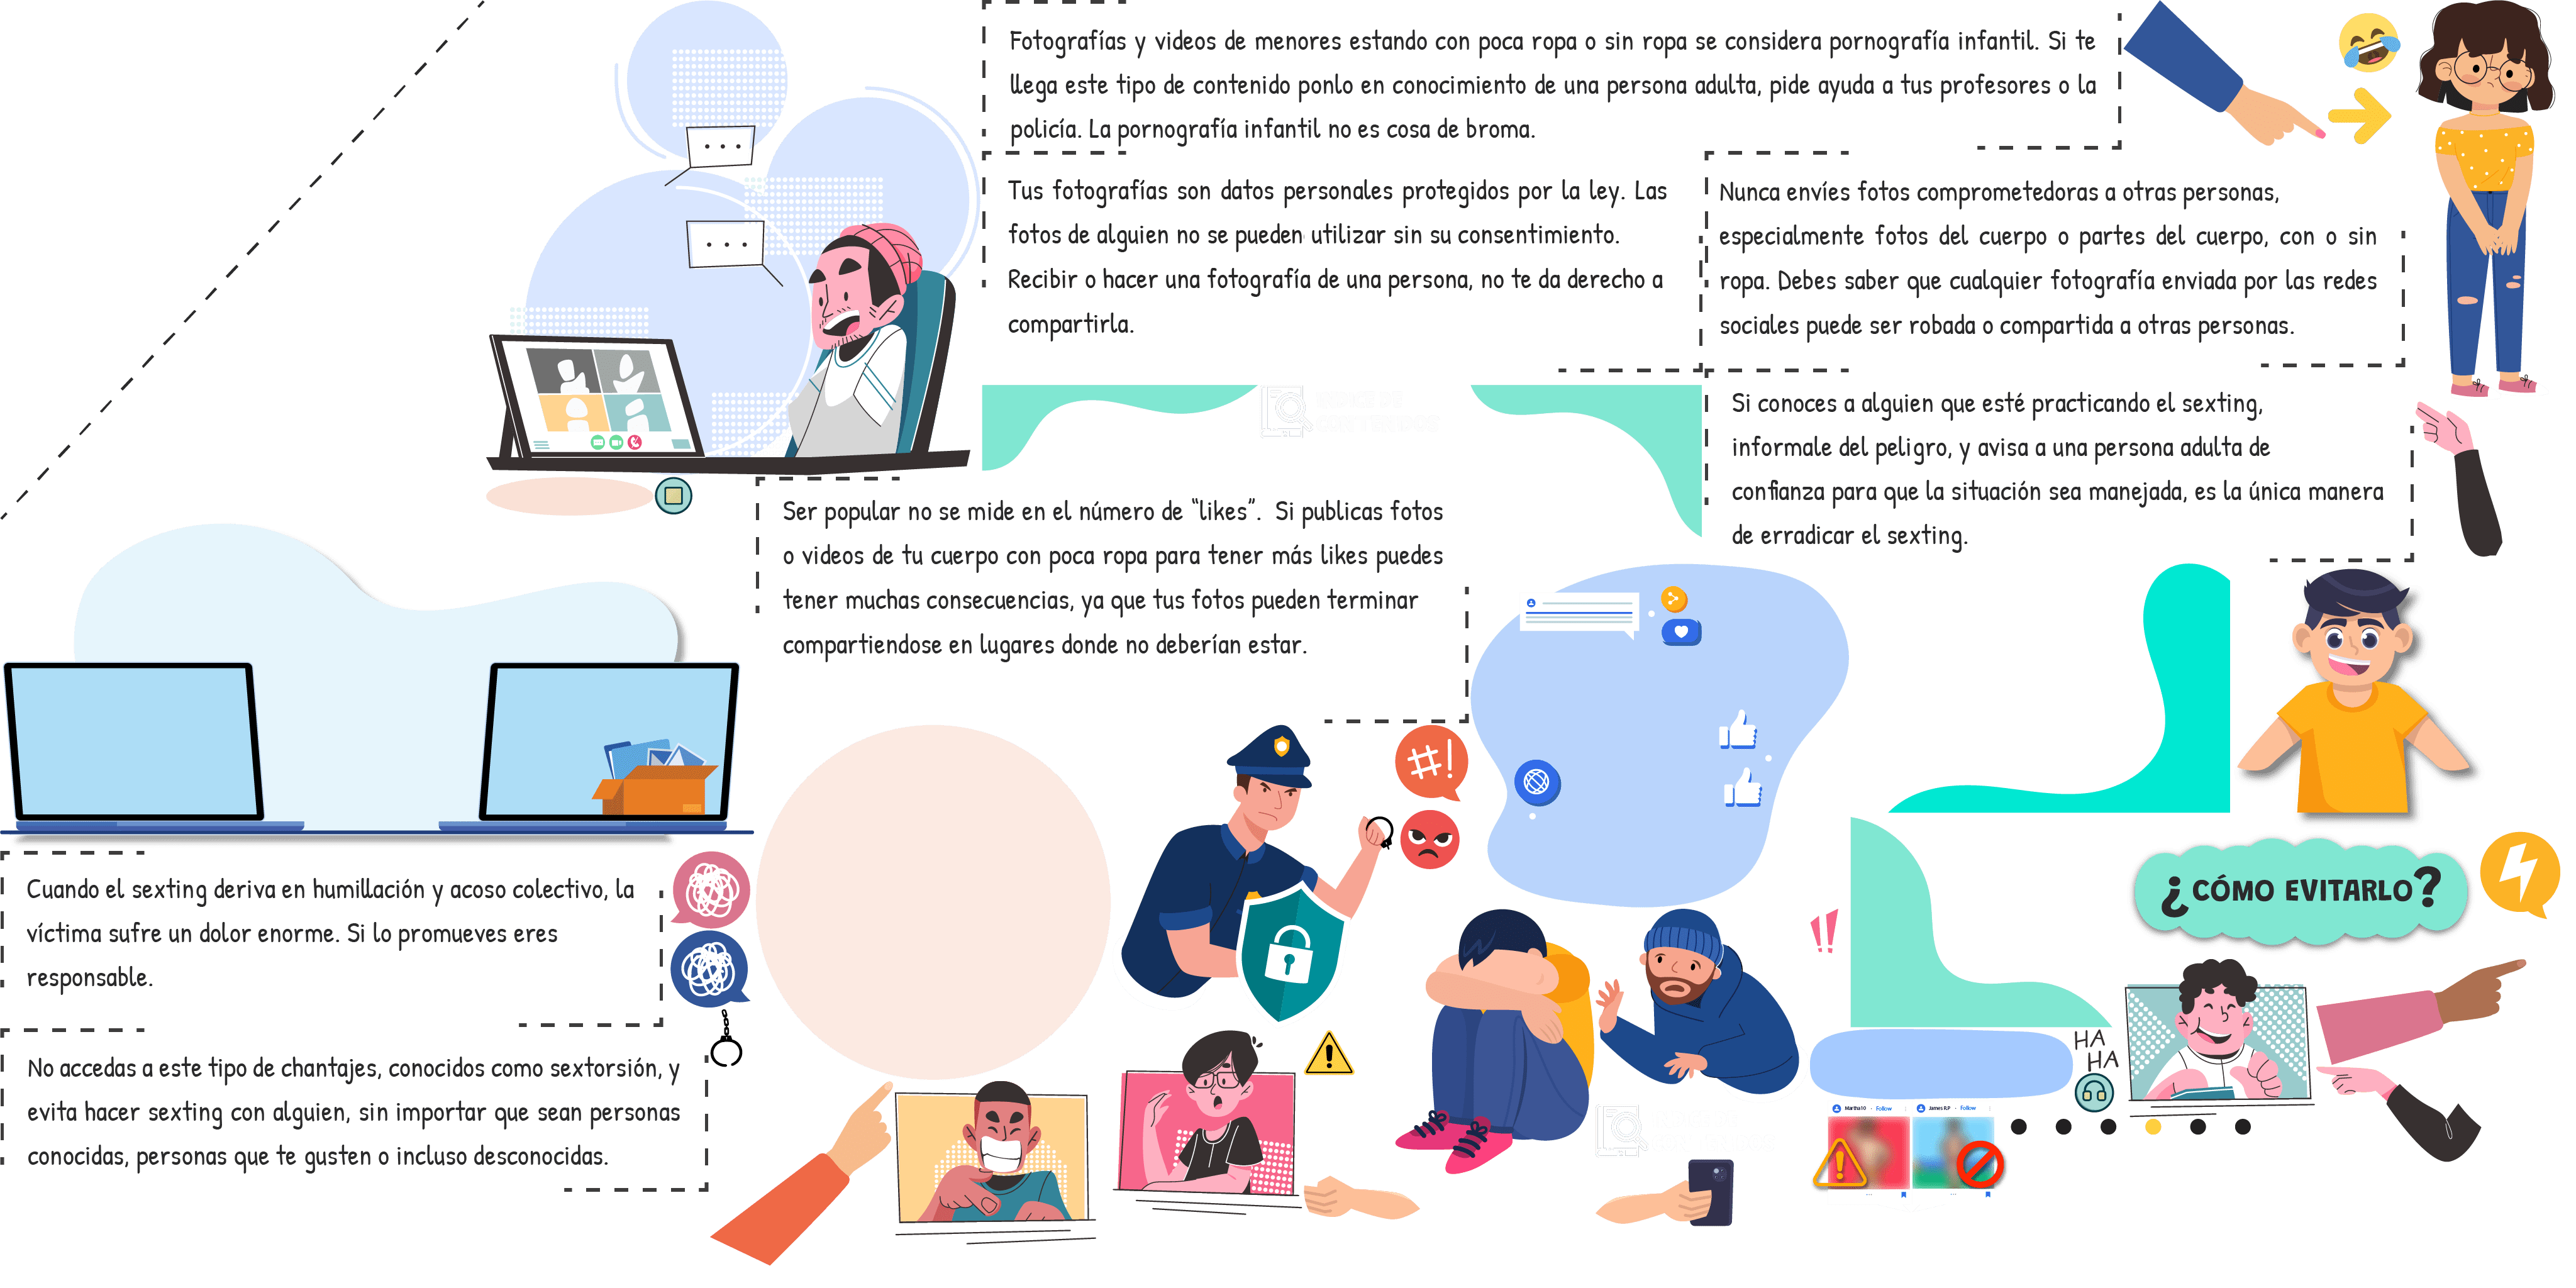 Fotografías y videos de menores estando con poca ropa o sin ropa se considera pornografía infantil. Si te
llega este tipo de contenido ponlo en conocimiento de una persona adulta, pide ayuda a tus profesores o la
policía. La pornografía infantil no es cosa de broma.
Tus fotografías son datos personales protegidos por la ley. Las
fotos de alguien no se pueden utilizar sin su consentimiento.
Recibir o hacer una fotografía de una persona, no te da derecho a
compartirla.
Nunca envíes fotos comprometedoras a otras personas,
especialmente fotos del cuerpo o partes del cuerpo, con o sin
ropa. Debes saber que cualquier fotografía enviada por las redes
sociales puede ser robada o compartida a otras personas.
Si conoces a alguien que esté practicando el sexting,
informale del peligro, y avisa a una persona adulta de
confianza para que la situación sea manejada, es la única manera
de erradicar el sexting.
Ser popular no se mide en el número de “likes”. Si publicas fotos
o videos de tu cuerpo con poca ropa para tener más likes puedes
tener muchas consecuencias, ya que tus fotos pueden terminar
compartiendose en lugares donde no deberían estar.
#!
Cuando el sexting deriva en humillación y acoso colectivo, la
víctima sufre un dolor enorme. Si lo promueves eres
responsable.
No accedas a este tipo de chantajes, conocidos como sextorsión, y
evita hacer sexting con alguien, sin importar que sean personas
conocidas, personas que te gusten o incluso desconocidas.
¿CÓMO EVITARLO?
!!
HA
HA
Martha10 · Follow
James R.P · Follow